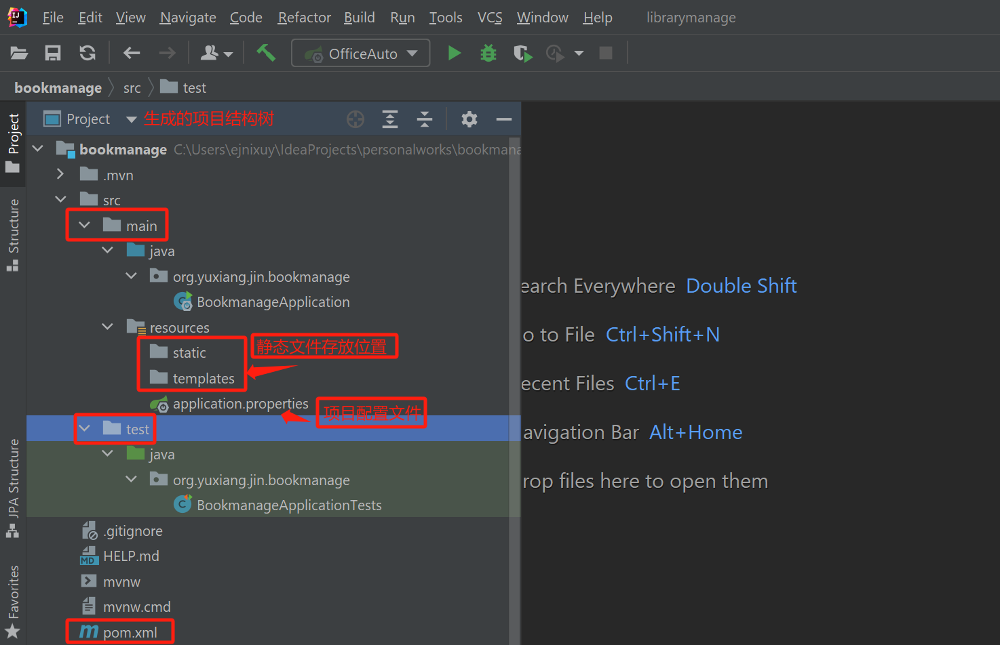 File Edit View Navigate Code Refactor Build Run Tools VCS Window Help librarymanage
OfficeAuto
bookmanage src test
Project 生成的项目结构树
bookmanage C:\Users\ejnixuy\IdeaProjects\personalworks\bookmana
.mvn
src
main
java
org.yuxiang.jin.bookmanage
BookmanageApplication
resources
static
静态文件存放位置
templates
application.properties
项目配置文件
test
java
org.yuxiang.jin.bookmanage
BookmanageApplicationTests
.gitignore
HELP.md
mvnw
mvnw.cmd
pom.xml
earch Everywhere Double Shift
o to File Ctrl+Shift+N
ecent Files Ctrl+E
avigation Bar Alt+Home
rop files here to open them
Project
Structure
JPA Structure
Favorites